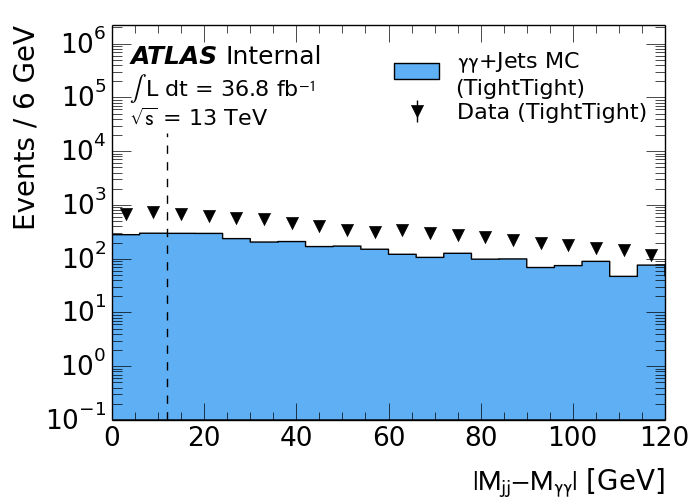 ATLAS Internal
∫L dt = 36.8 fb⁻¹
√s = 13 TeV
γγ+Jets MC
(TightTight)
Data (TightTight)
Events / 6 GeV
10⁶
10⁵
10⁴
10³
10²
10¹
10⁰
10⁻¹
0 20 40 60 80 100 120
|Mjj−Mγγ| [GeV]